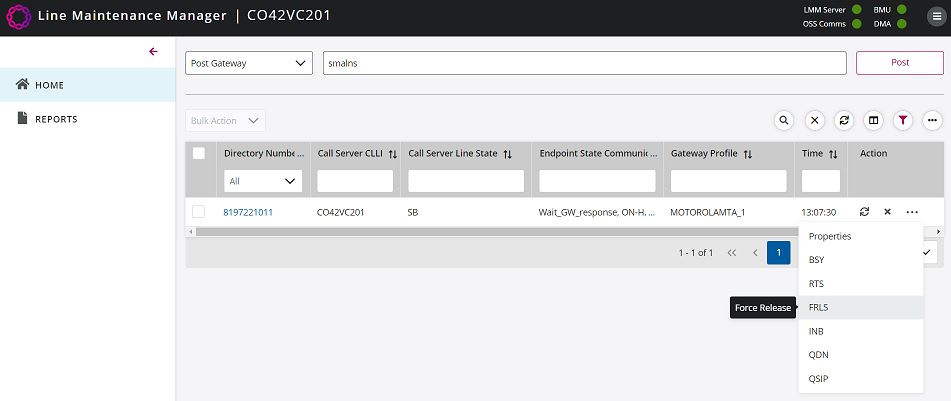 Line Maintenance Manager | CO42VC201
LMM Server BMU
OSS Comms DMA
HOME
REPORTS
Post Gateway smalns Post
Bulk Action
Directory Numbe... Call Server CLLI Call Server Line State Endpoint State Communic... Gateway Profile Time Action
All
8197221011 CO42VC201 SB Wait_GW_response, ON-H, ... MOTOROLAMTA_1 13:07:30
1 - 1 of 1 1
Properties
BSY
RTS
Force Release FRLS
INB
QDN
QSIP